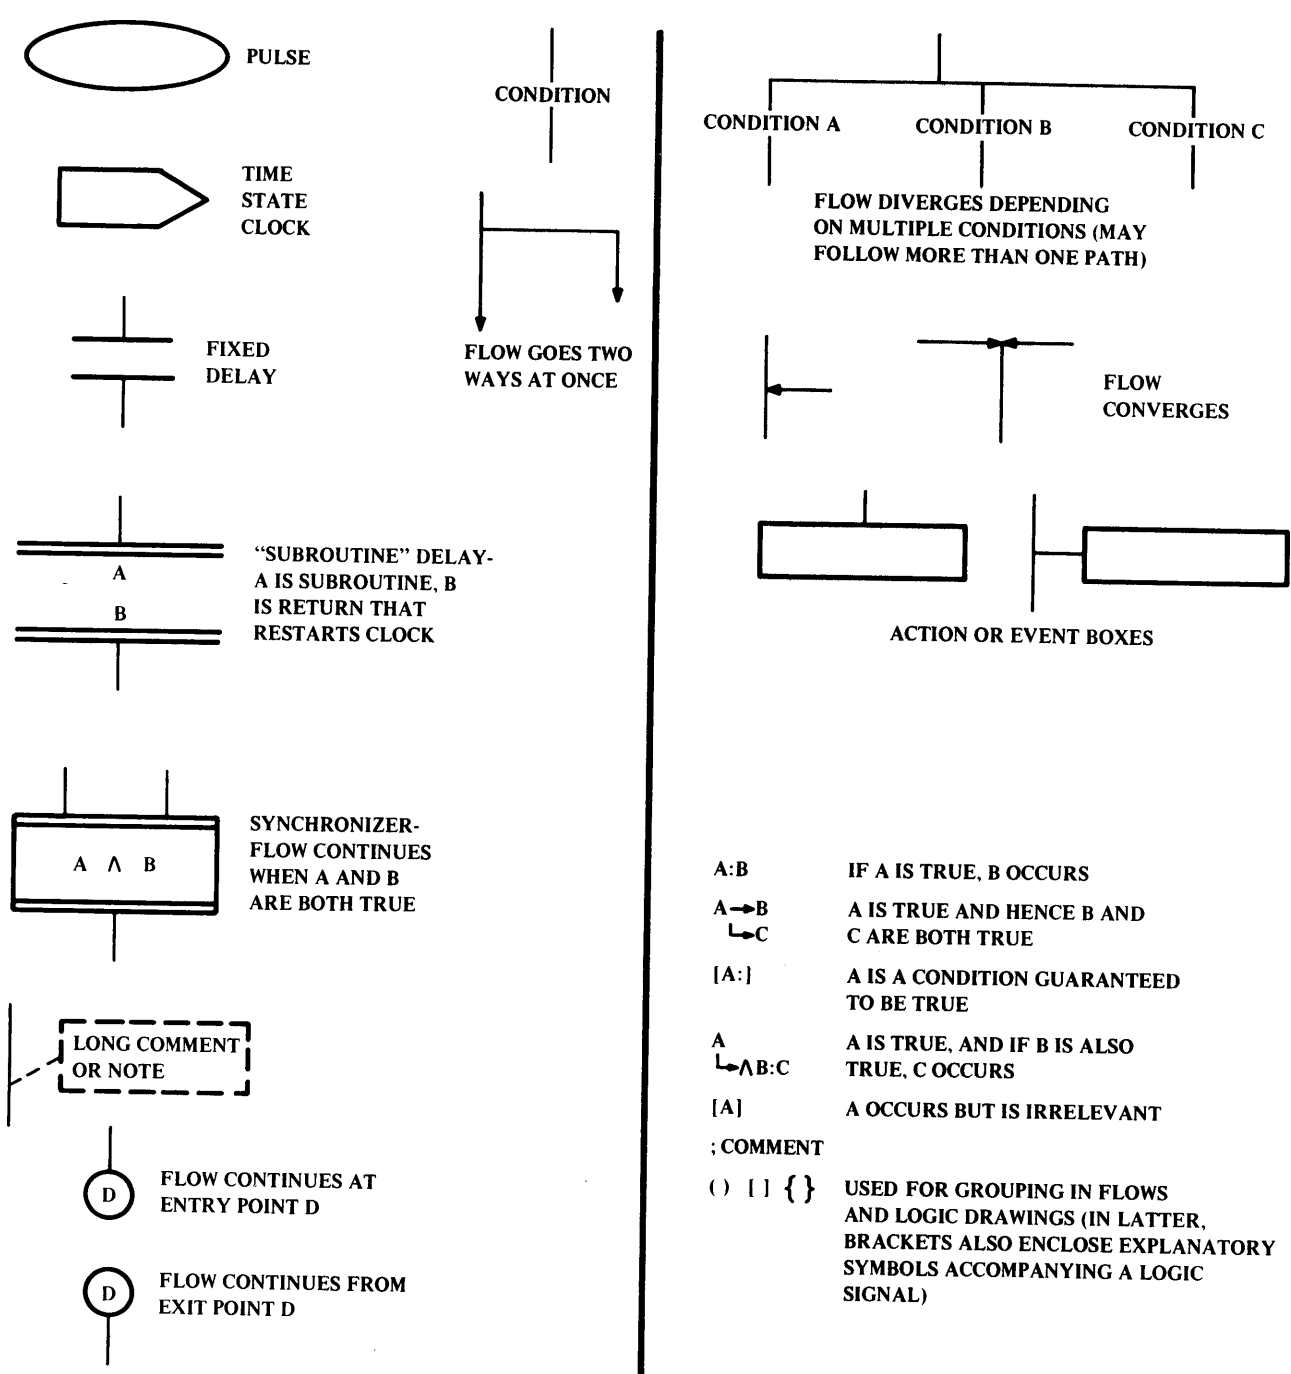 PULSE
TIME
STATE
CLOCK
FIXED
DELAY
CONDITION
FLOW GOES TWO
WAYS AT ONCE
“SUBROUTINE” DELAY-
A IS SUBROUTINE, B
IS RETURN THAT
RESTARTS CLOCK
A
B
A Λ B
SYNCHRONIZER-
FLOW CONTINUES
WHEN A AND B
ARE BOTH TRUE
LONG COMMENT
OR NOTE
D
FLOW CONTINUES AT
ENTRY POINT D
D
FLOW CONTINUES FROM
EXIT POINT D
CONDITION A CONDITION B CONDITION C
FLOW DIVERGES DEPENDING
ON MULTIPLE CONDITIONS (MAY
FOLLOW MORE THAN ONE PATH)
FLOW
CONVERGES
ACTION OR EVENT BOXES
A:B IF A IS TRUE, B OCCURS
A→B A IS TRUE AND HENCE B AND
↳C C ARE BOTH TRUE
[A:] A IS A CONDITION GUARANTEED
TO BE TRUE
A A IS TRUE, AND IF B IS ALSO
↳ΛB:C TRUE, C OCCURS
[A] A OCCURS BUT IS IRRELEVANT
; COMMENT
( ) [ ] { } USED FOR GROUPING IN FLOWS
AND LOGIC DRAWINGS (IN LATTER,
BRACKETS ALSO ENCLOSE EXPLANATORY
SYMBOLS ACCOMPANYING A LOGIC
SIGNAL)